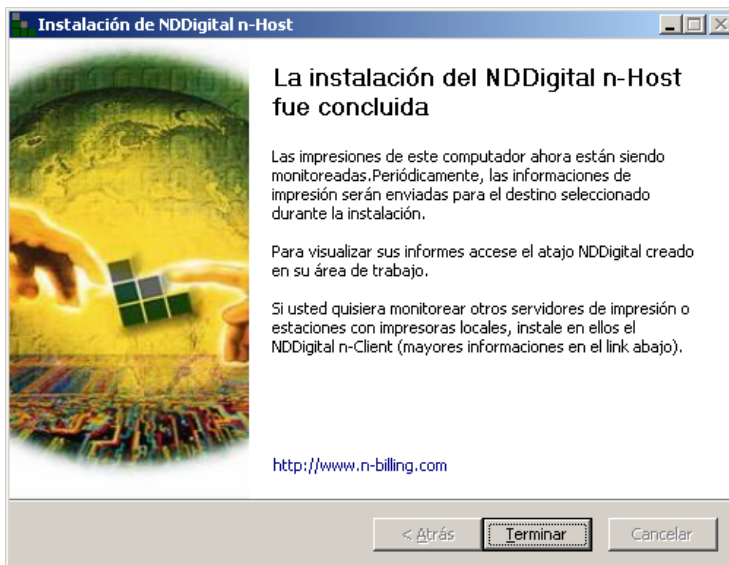 Instalación de NDDigital n-Host
La instalación del NDDigital n-Host
fue concluida
Las impresiones de este computador ahora están siendo
monitoreadas.Periódicamente, las informaciones de
impresión serán enviadas para el destino seleccionado
durante la instalación.
Para visualizar sus informes accese el atajo NDDigital creado
en su área de trabajo.
Si usted quisiera monitorear otros servidores de impresión o
estaciones con impresoras locales, instale en ellos el
NDDigital n-Client (mayores informaciones en el link abajo).
http://www.n-billing.com
< Atrás Terminar Cancelar